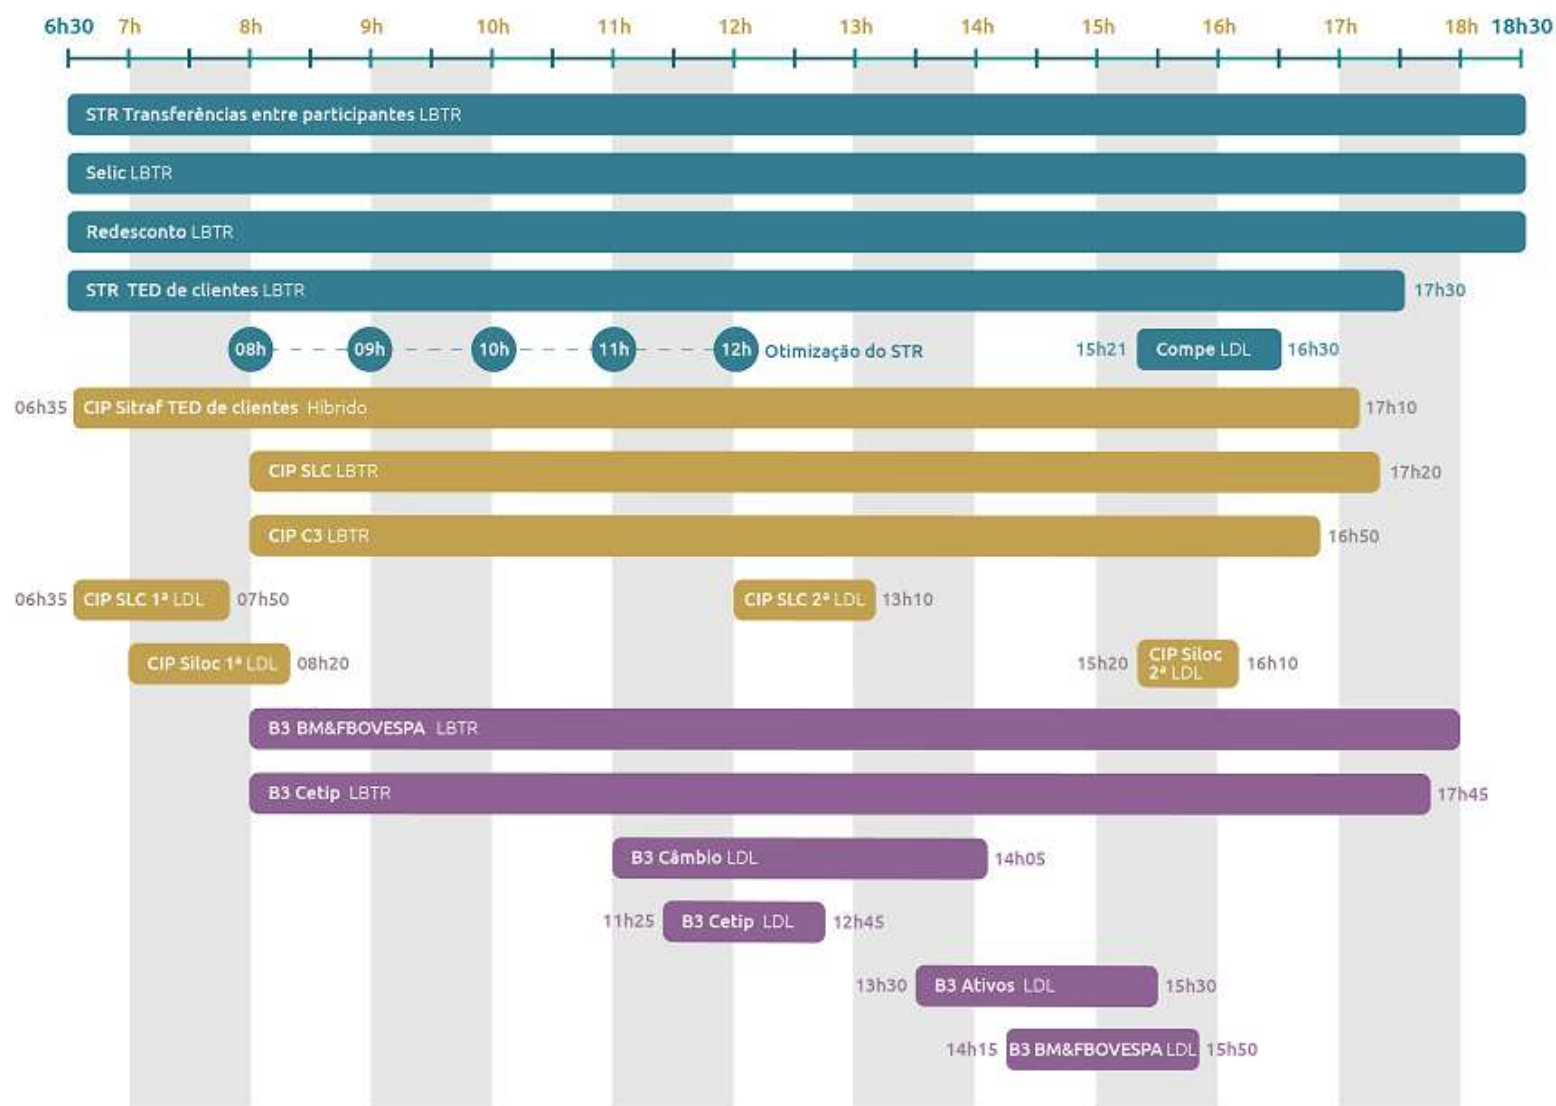 6h30 7h 8h 9h 10h 11h 12h 13h 14h 15h 16h 17h 18h 18h30
STR Transferências entre participantes LBTR
Selic LBTR
Redesconto LBTR
STR TED de clientes LBTR 17h30
08h 09h 10h 11h 12h Otimização do STR 15h21 Compe LDL 16h30
06h35 CIP Sitraf TED de clientes Híbrido 17h10
CIP SLC LBTR 17h20
CIP C3 LBTR 16h50
06h35 CIP SLC 1ª LDL 07h50 CIP SLC 2ª LDL 13h10
CIP Siloc 1ª LDL 08h20 15h20 CIP Siloc
2ª LDL 16h10
B3 BM&FBOVESPA LBTR
B3 Cetip LBTR 17h45
B3 Câmbio LDL 14h05
11h25 B3 Cetip LDL 12h45
13h30 B3 Ativos LDL 15h30
14h15 B3 BM&FBOVESPA LDL 15h50